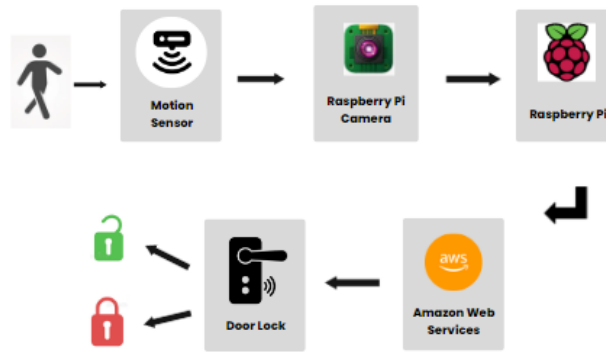 Motion
Sensor
Raspberry Pi
Camera
Raspberry Pi
aws
Door Lock
Amazon Web
Services